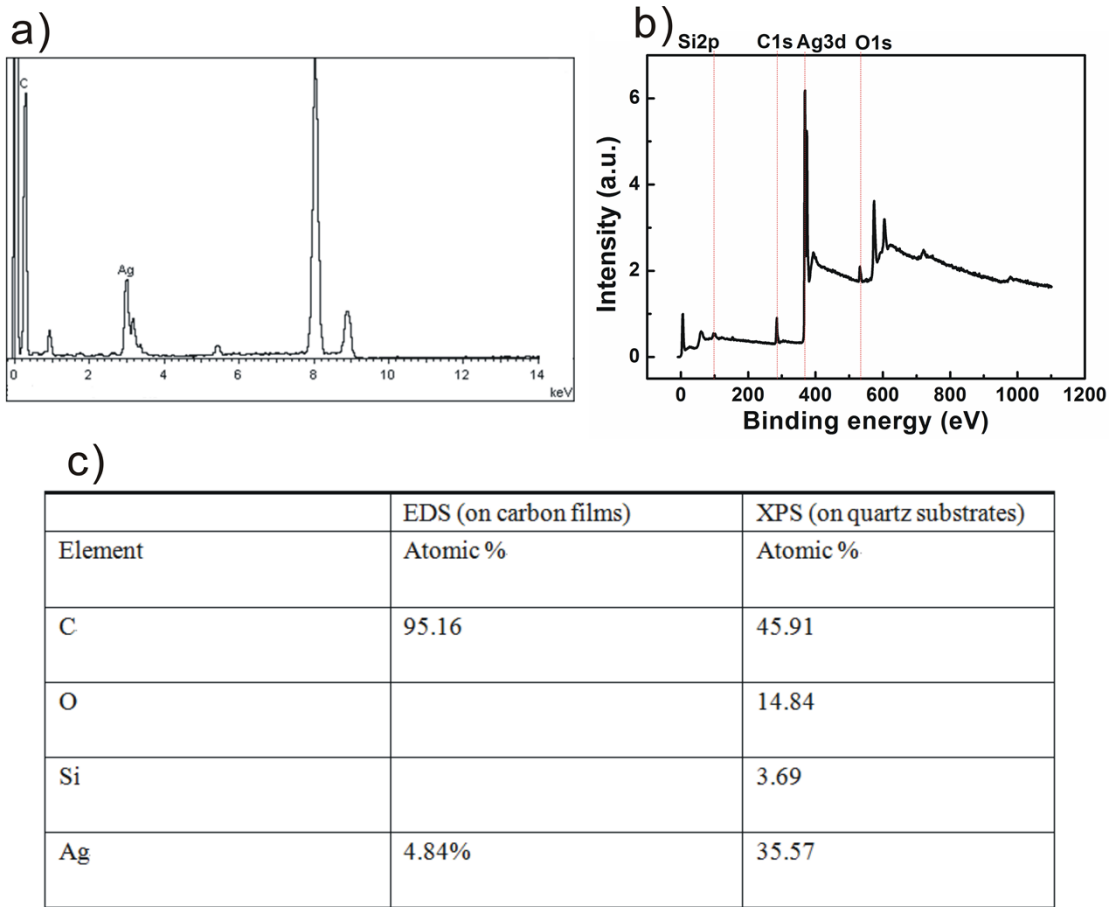 a)
C
Ag
0 2 4 6 8 10 12 14
keV
b)
Si2p C1s Ag3d O1s
6
4
2
0
Intensity (a.u.)
0 200 400 600 800 1000 1200
Binding energy (eV)
c)
EDS (on carbon films) XPS (on quartz substrates)
Element Atomic % Atomic %
C 95.16 45.91
O 14.84
Si 3.69
Ag 4.84% 35.57